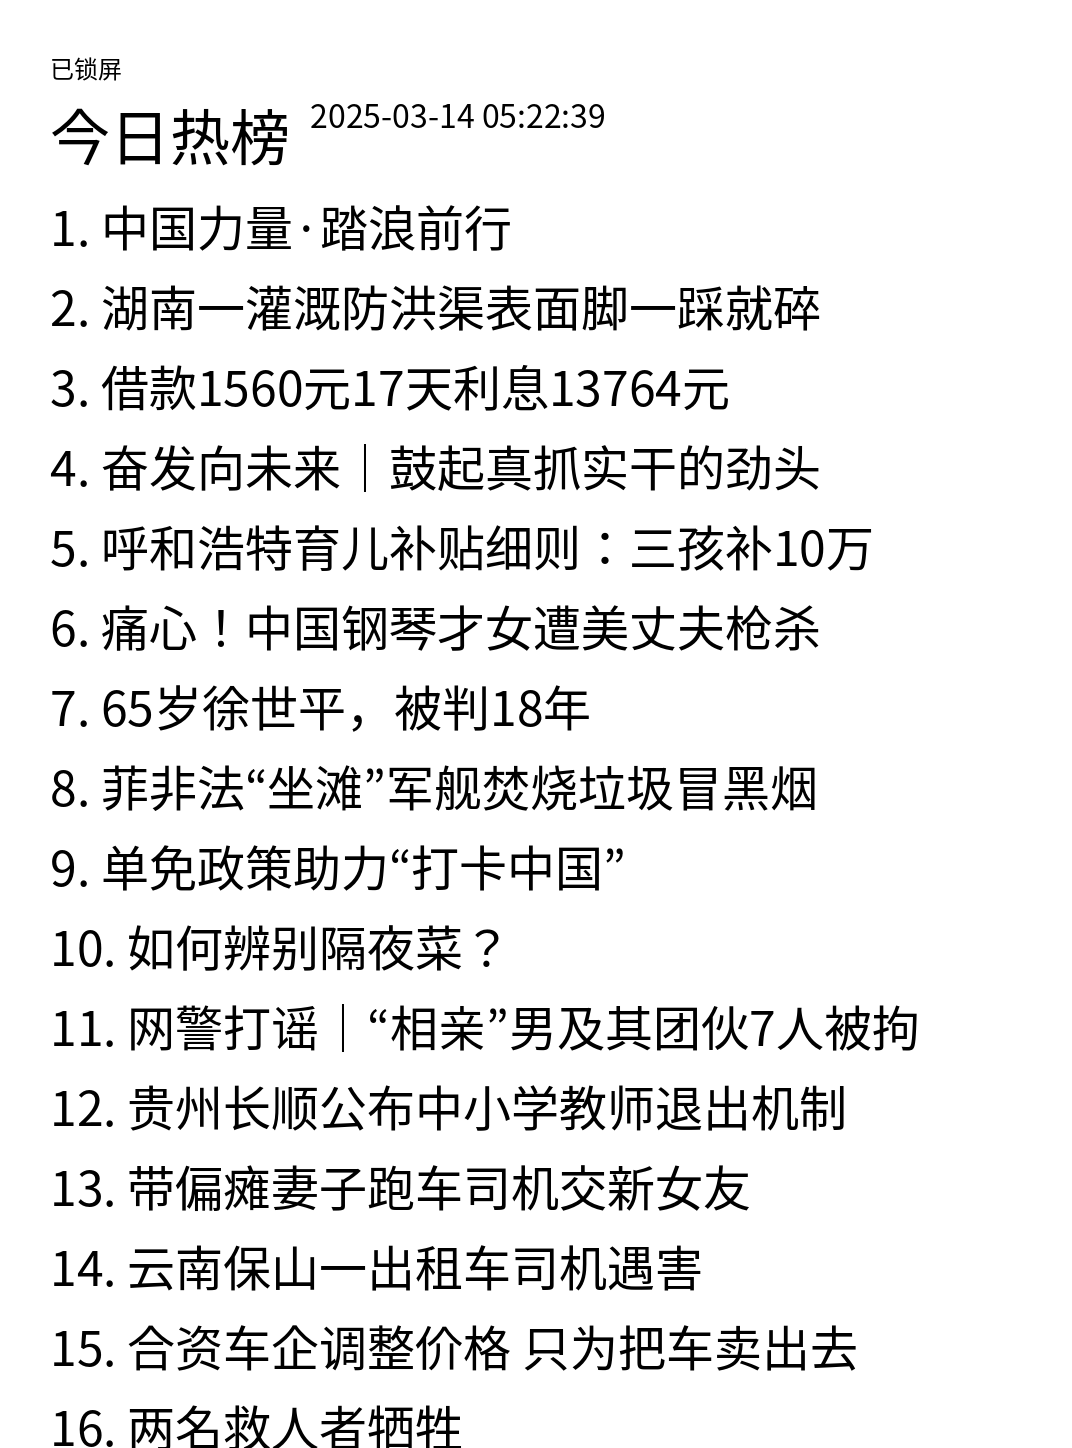 已锁屏
今日热榜 2025-03-14 05:22:39
1. 中国力量·踏浪前行
2. 湖南一灌溉防洪渠表面脚一踩就碎
3. 借款1560元17天利息13764元
4. 奋发向未来｜鼓起真抓实干的劲头
5. 呼和浩特育儿补贴细则：三孩补10万
6. 痛心！中国钢琴才女遭美丈夫枪杀
7. 65岁徐世平，被判18年
8. 菲非法“坐滩”军舰焚烧垃圾冒黑烟
9. 单免政策助力“打卡中国”
10. 如何辨别隔夜菜？
11. 网警打谣｜“相亲”男及其团伙7人被拘
12. 贵州长顺公布中小学教师退出机制
13. 带偏瘫妻子跑车司机交新女友
14. 云南保山一出租车司机遇害
15. 合资车企调整价格 只为把车卖出去
16. 两名救人者牺牲